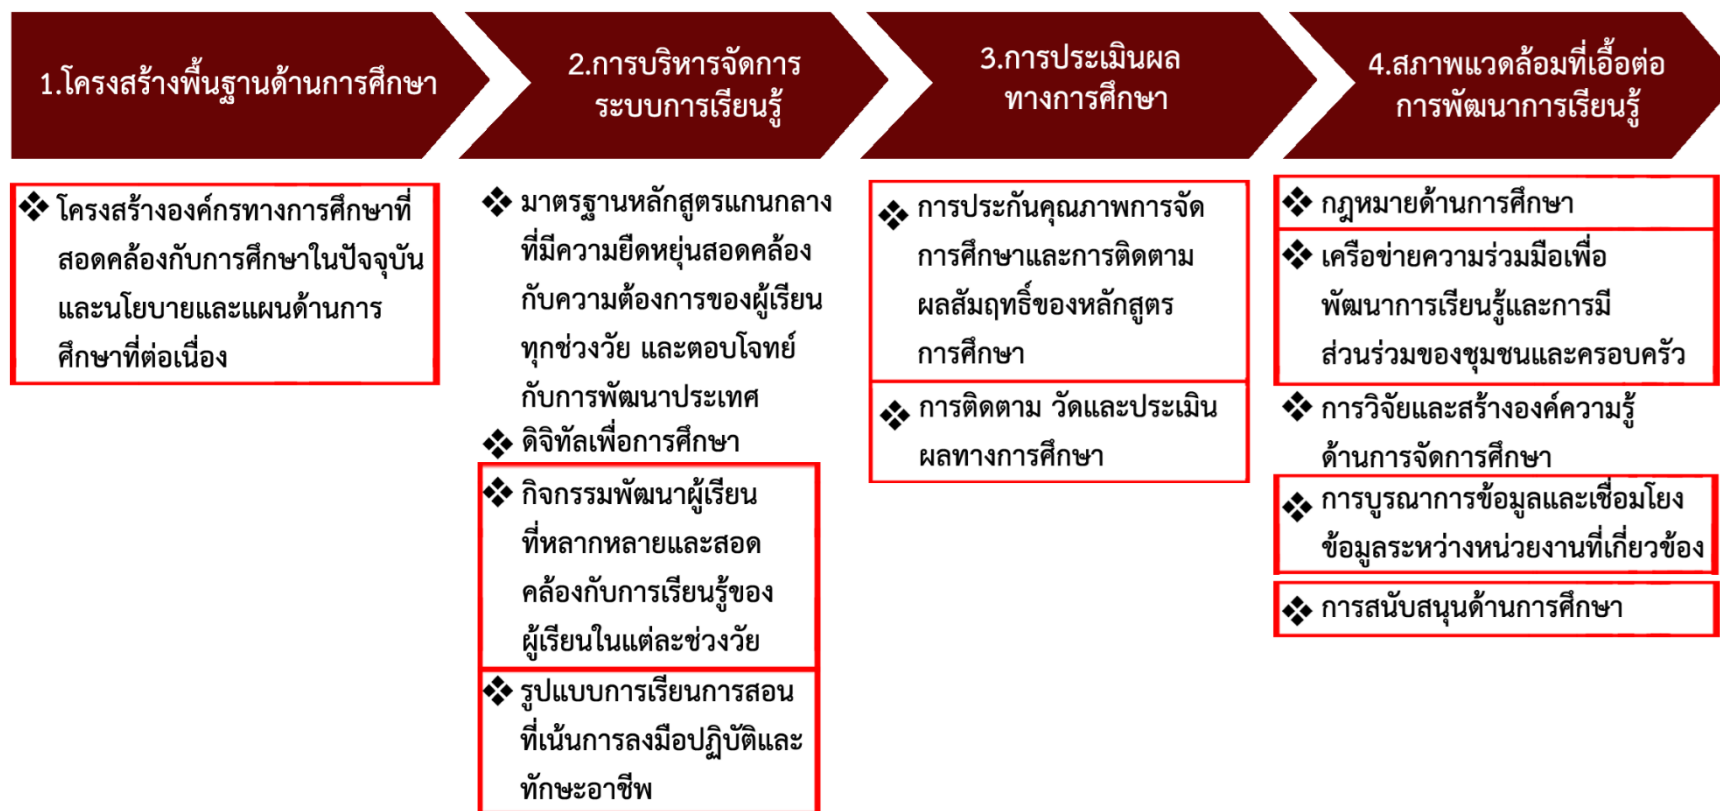 1.โครงสร้างพื้นฐานด้านการศึกษา
2.การบริหารจัดการ
ระบบการเรียนรู้
3.การประเมินผล
ทางการศึกษา
4.สภาพแวดล้อมที่เอื้อต่อ
การพัฒนาการเรียนรู้
❖ โครงสร้างองค์กรทางการศึกษาที่
สอดคล้องกับการศึกษาในปัจจุบัน
และนโยบายและแผนด้านการ
ศึกษาที่ต่อเนื่อง
❖ มาตรฐานหลักสูตรแกนกลาง
ที่มีความยืดหยุ่นสอดคล้อง
กับความต้องการของผู้เรียน
ทุกช่วงวัย และตอบโจทย์
กับการพัฒนาประเทศ
❖ ดิจิทัลเพื่อการศึกษา
❖ กิจกรรมพัฒนาผู้เรียน
ที่หลากหลายและสอด
คล้องกับการเรียนรู้ของ
ผู้เรียนในแต่ละช่วงวัย
❖ รูปแบบการเรียนการสอน
ที่เน้นการลงมือปฏิบัติและ
ทักษะอาชีพ
❖ การประกันคุณภาพการจัด
การศึกษาและการติดตาม
ผลสัมฤทธิ์ของหลักสูตร
การศึกษา
❖ การติดตาม วัดและประเมิน
ผลทางการศึกษา
❖ กฎหมายด้านการศึกษา
❖ เครือข่ายความร่วมมือเพื่อ
พัฒนาการเรียนรู้และการมี
ส่วนร่วมของชุมชนและครอบครัว
❖ การวิจัยและสร้างองค์ความรู้
ด้านการจัดการศึกษา
❖ การบูรณาการข้อมูลและเชื่อมโยง
ข้อมูลระหว่างหน่วยงานที่เกี่ยวข้อง
❖ การสนับสนุนด้านการศึกษา